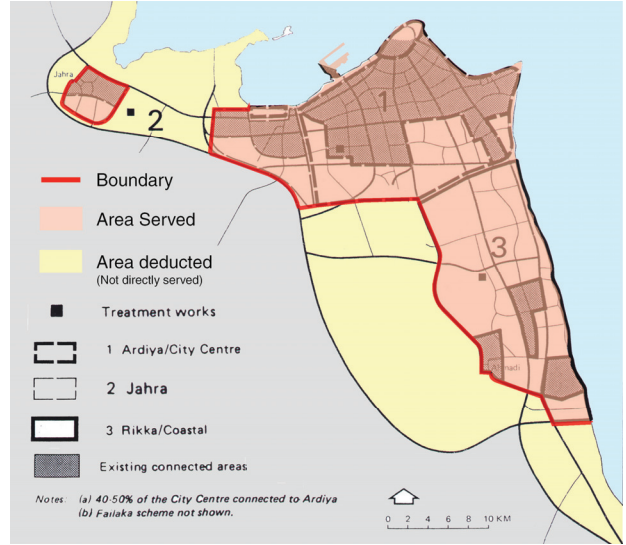 Jahra
1
2
3
Ahmadi
Boundary
Area Served
Area deducted
(Not directly served)
Treatment works
1 Ardiya/City Centre
2 Jahra
3 Rikka/Coastal
Existing connected areas
Notes: (a) 40-50% of the City Centre connected to Ardiya
(b) Failaka scheme not shown.
0 2 4 6 8 10 KM